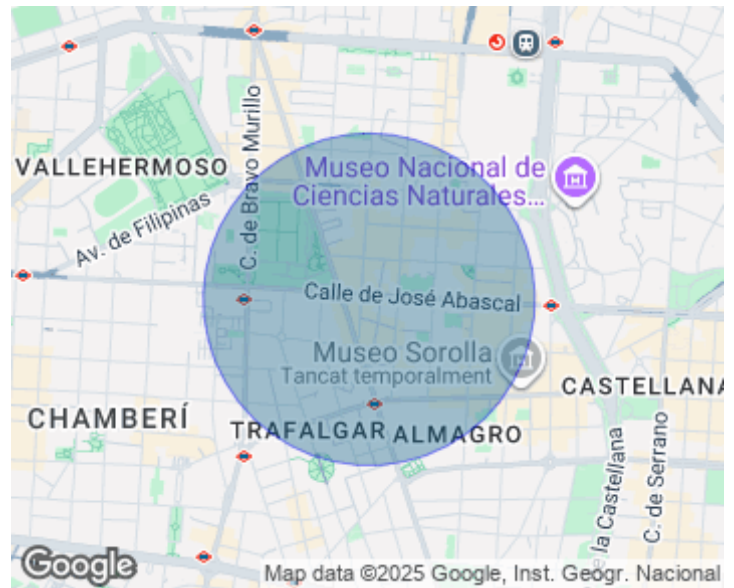 VALLEHERMOSO
C. de Bravo Murillo
Av. de Filipinas
Museo Nacional de
Ciencias Naturales...
Calle de José Abascal
Museo Sorolla
Tancat temporalment
CASTELLANA
CHAMBERÍ
TRAFALGAR
ALMAGRO
e la Castellana
C. de Serrano
Google
Map data ©2025 Google, Inst. Geogr. Nacional